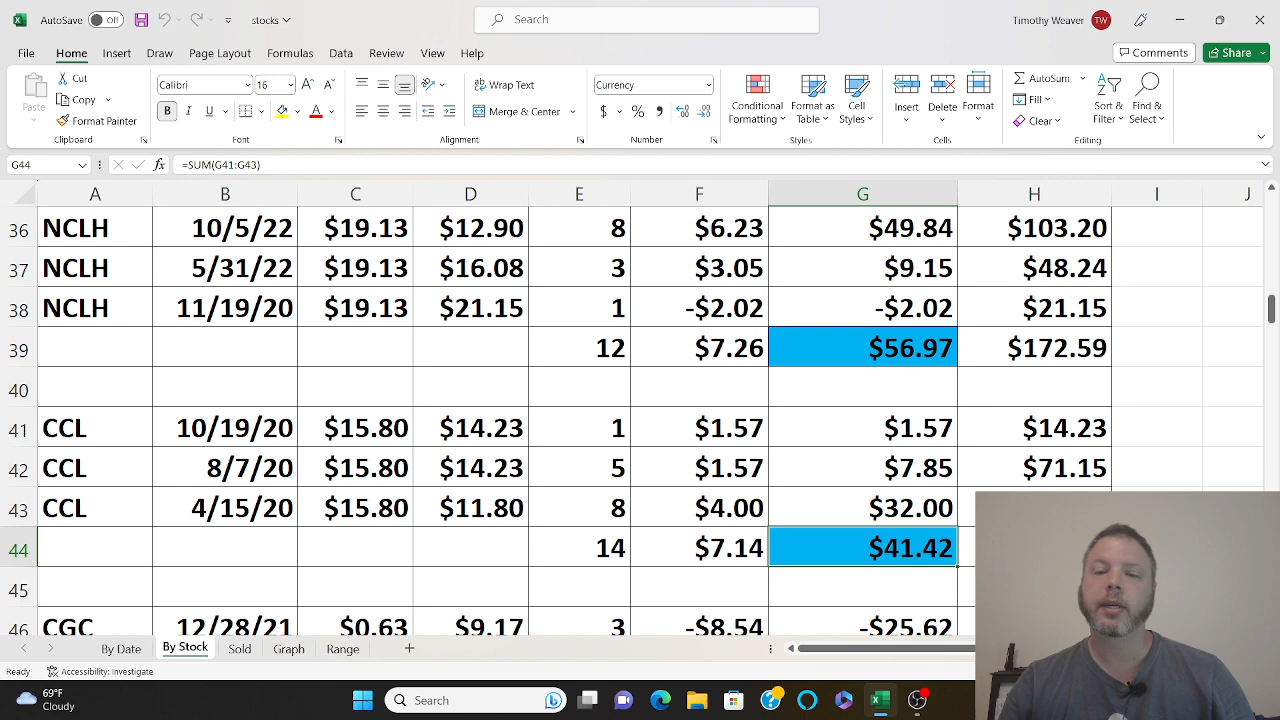 AutoSave Off stocks Search Timothy Weaver TW
File Home Insert Draw Page Layout Formulas Data Review View Help Comments Share
Paste Cut Copy Format Painter Clipboard
Calibri 16 A A B I U A Font
Wrap Text Merge & Center Alignment
Currency $ % , Number
Conditional Formatting Format as Table Cell Styles Styles
Insert Delete Format Cells
AutoSum Fill Clear Sort & Filter Find & Select Editing
G44 fx =SUM(G41:G43)
A B C D E F G H I J
36 NCLH 10/5/22 $19.13 $12.90 8 $6.23 $49.84 $103.20
37 NCLH 5/31/22 $19.13 $16.08 3 $3.05 $9.15 $48.24
38 NCLH 11/19/20 $19.13 $21.15 1 -$2.02 -$2.02 $21.15
39 12 $7.26 $56.97 $172.59
40
41 CCL 10/19/20 $15.80 $14.23 1 $1.57 $1.57 $14.23
42 CCL 8/7/20 $15.80 $14.23 5 $1.57 $7.85 $71.15
43 CCL 4/15/20 $15.80 $11.80 8 $4.00 $32.00
44 14 $7.14 $41.42
45
46 CGC 12/28/21 $0.63 $9.17 3 -$8.54 -$25.62
By Date By Stock Sold Graph Range
Accessibility: Investigate
69°F Search
Cloudy